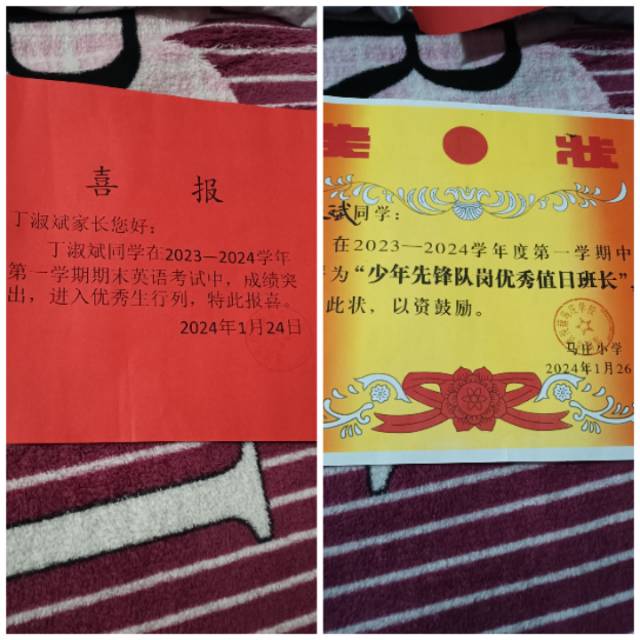 喜 报
丁淑斌家长您好：
丁淑斌同学在2023—2024学年
第一学期期末英语考试中，成绩突
出，进入优秀生行列，特此报喜。
2024年1月24日
状
斌同学：
在2023—2024学年度第一学期中
为“少年先锋队岗优秀值日班长”，
此状，以资鼓励。
马庄小学
2024年1月26